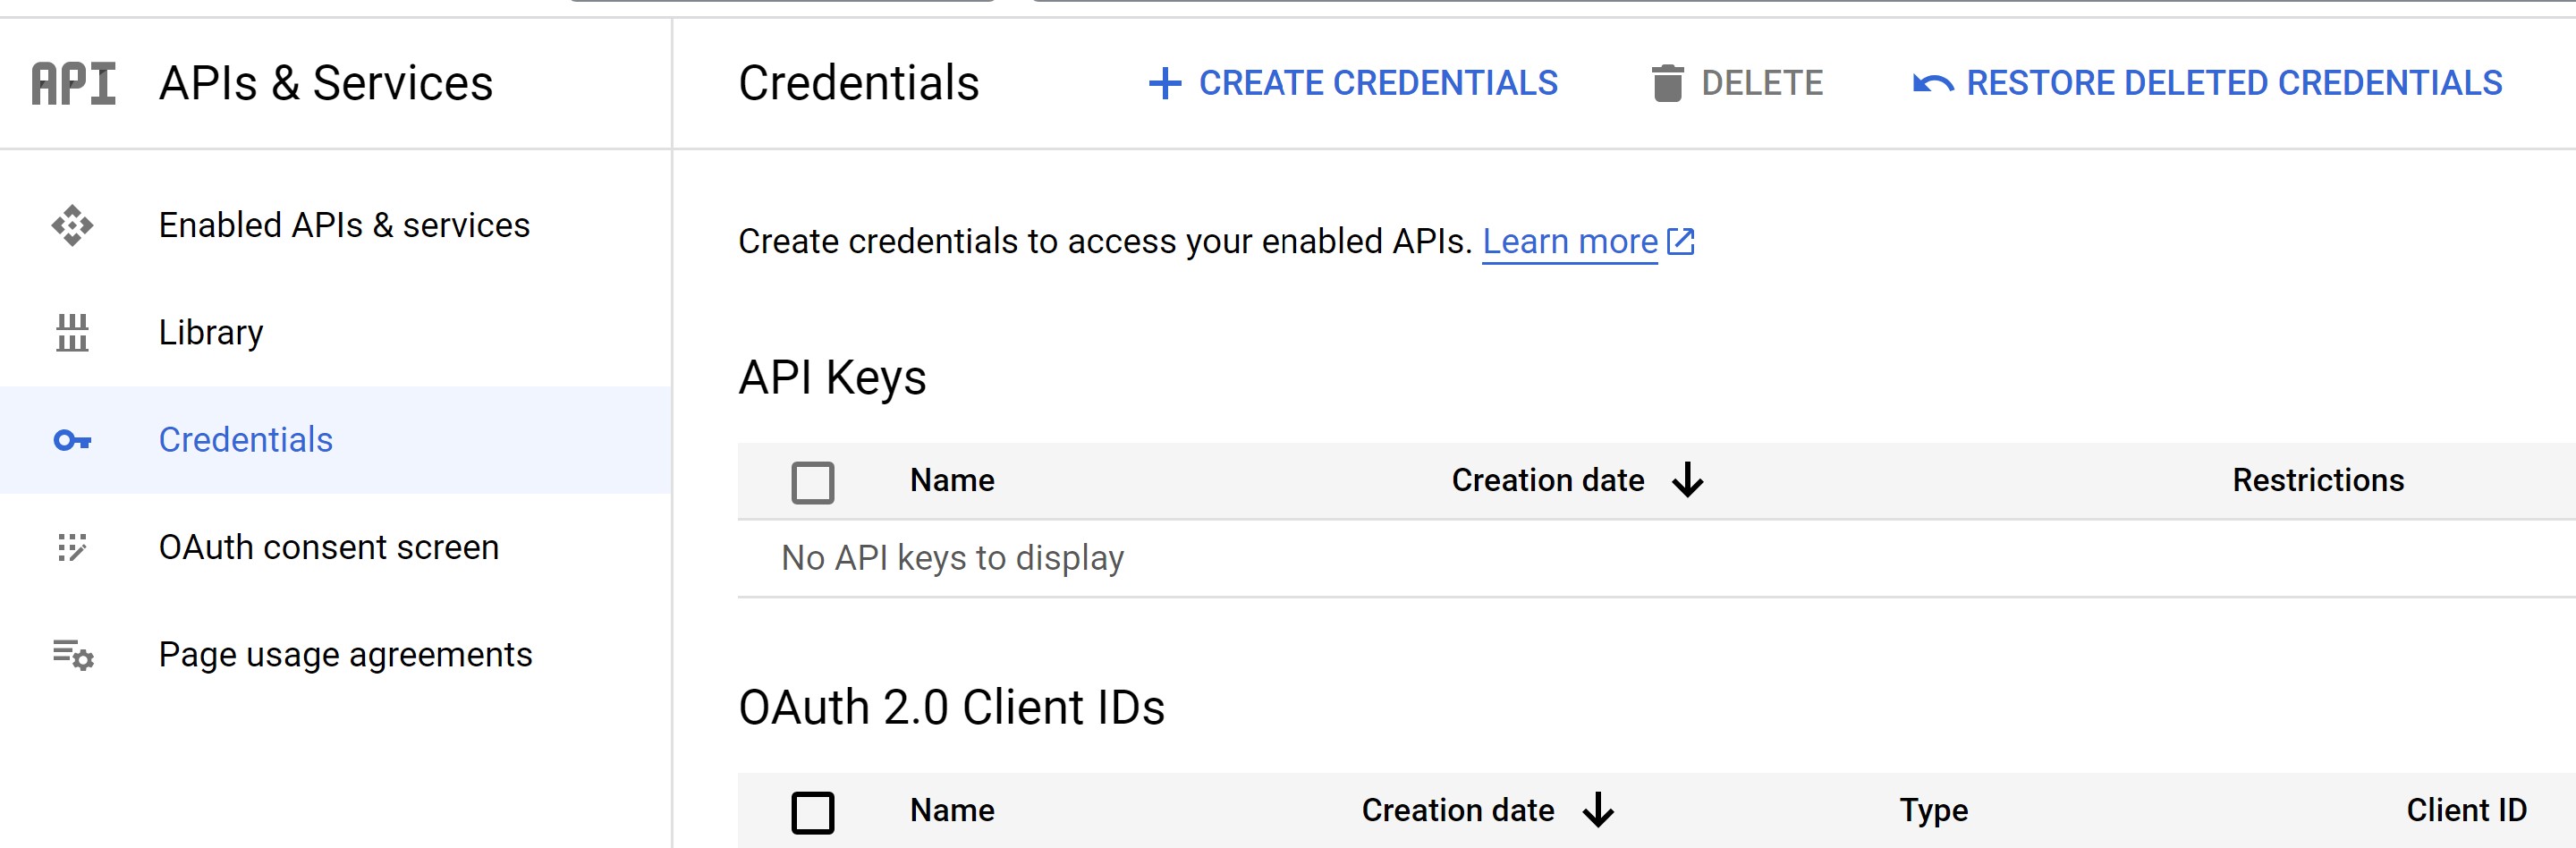 API APIs & Services
Credentials
CREATE CREDENTIALS
DELETE
RESTORE DELETED CREDENTIALS
Enabled APIs & services
Library
Credentials
OAuth consent screen
Page usage agreements
Create credentials to access your enabled APIs. Learn more
API Keys
Name Creation date Restrictions
No API keys to display
OAuth 2.0 Client IDs
Name Creation date Type Client ID